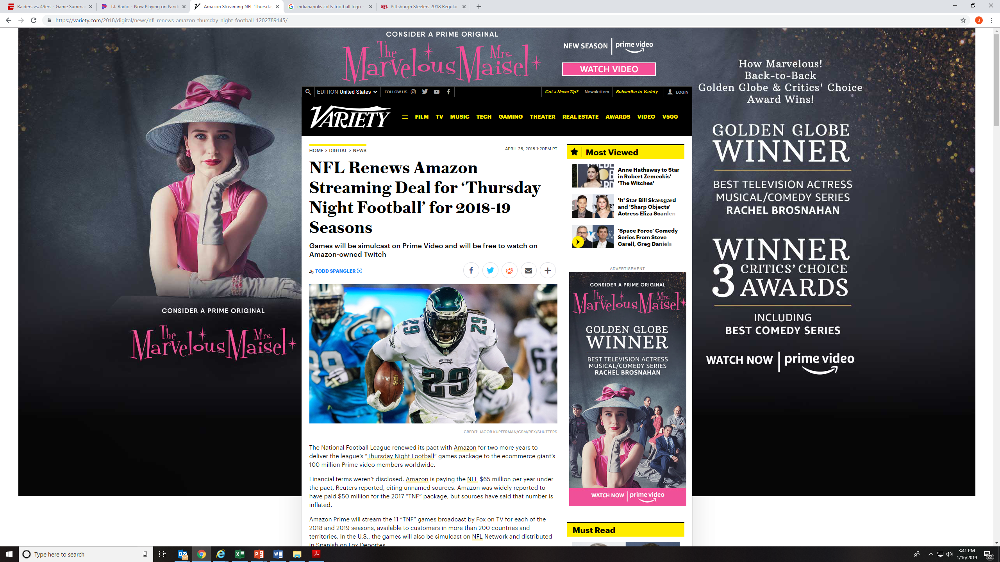 Raiders vs. 49ers - Game Summa
T.I. Radio - Now Playing on Pand
Amazon Streaming NFL 'Thursda
indianapolis colts football logo -
Pittsburgh Steelers 2018 Regular
https://variety.com/2018/digital/news/nfl-renews-amazon-thursday-night-football-1202789145/
J
CONSIDER A PRIME ORIGINAL
The Marvelous Mrs. Maisel
NEW SEASON | prime video
WATCH VIDEO
How Marvelous!
Back-to-Back
Golden Globe & Critics' Choice
Award Wins!
GOLDEN GLOBE
WINNER
BEST TELEVISION ACTRESS
MUSICAL/COMEDY SERIES
RACHEL BROSNAHAN
WINNER
3 CRITICS' CHOICE
AWARDS
INCLUDING
BEST COMEDY SERIES
WATCH NOW | prime video
CONSIDER A PRIME ORIGINAL
The Marvelous Mrs. Maisel
EDITION United States
FOLLOW US
Got a News Tip?
Newsletters
Subscribe to Variety
LOGIN
VARIETY
FILM TV MUSIC TECH GAMING THEATER REAL ESTATE AWARDS VIDEO V500
HOME > DIGITAL > NEWS
APRIL 26, 2018 1:20PM PT
NFL Renews Amazon
Streaming Deal for ‘Thursday
Night Football’ for 2018-19
Seasons
Games will be simulcast on Prime Video and will be free to watch on
Amazon-owned Twitch
By TODD SPANGLER
29
29
EAGLES
29
CRUCIAL
CATCH
CREDIT: JACOB KUPFERMAN/CSM/REX/SHUTTERS
The National Football League renewed its pact with Amazon for two more years to
deliver the league’s “Thursday Night Football” games package to the ecommerce giant’s
100 million Prime video members worldwide.
Financial terms weren’t disclosed. Amazon is paying the NFL $65 million per year under
the pact, Reuters reported, citing unnamed sources. Amazon was widely reported to
have paid $50 million for the 2017 “TNF” package, but sources have said that number is
inflated.
Amazon Prime will stream the 11 “TNF” games broadcast by Fox on TV for each of the
2018 and 2019 seasons, available to customers in more than 200 countries and
territories. In the U.S., the games will also be simulcast on NFL Network and distributed
in Spanish on Fox Deportes.
Most Viewed
Anne Hathaway to Star
in Robert Zemeckis'
'The Witches'
'It' Star Bill Skarsgard
and 'Sharp Objects'
Actress Eliza Scanlen
'Space Force' Comedy
Series From Steve
Carell, Greg Daniels
ADVERTISEMENT
CONSIDER A PRIME ORIGINAL
The Marvelous Mrs. Maisel
GOLDEN GLOBE
WINNER
BEST TELEVISION ACTRESS
MUSICAL/COMEDY SERIES
RACHEL BROSNAHAN
WATCH NOW | prime video
Must Read
Type here to search
3:41 PM
1/16/2019
22